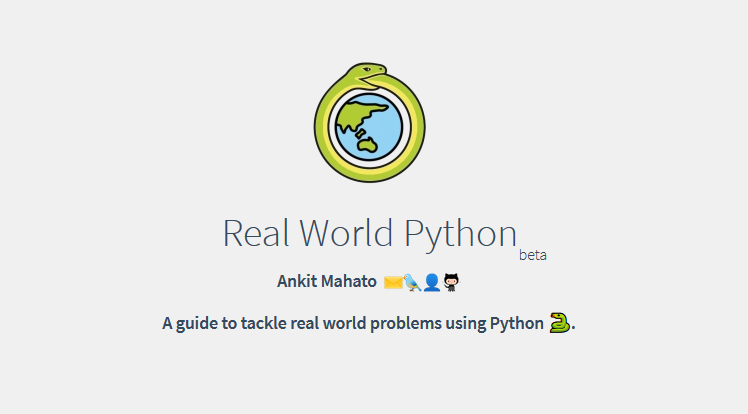 Real World Python
beta
Ankit Mahato
A guide to tackle real world problems using Python 🐍.